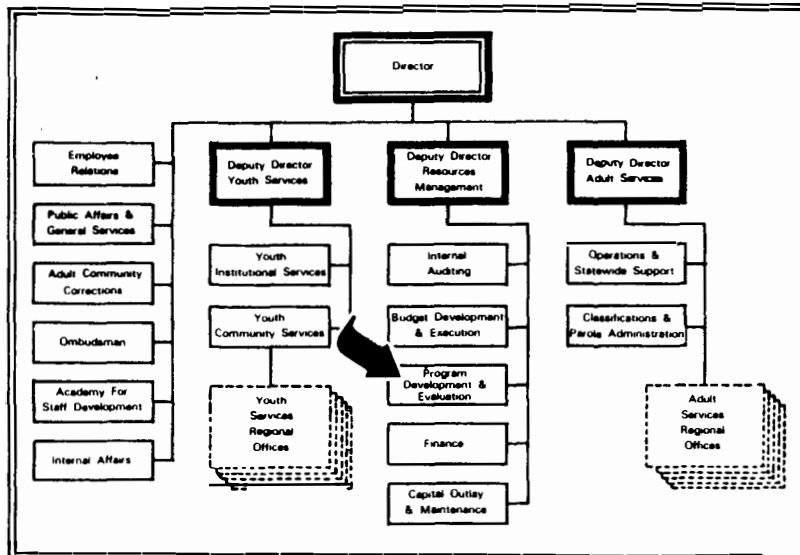 Director
Employee
Relations
Public Affairs &
General Services
Adult Community
Corrections
Ombudsman
Academy For
Staff Development
Internal Affairs
Deputy Director
Youth Services
Youth
Institutional Services
Youth
Community Services
Youth
Services
Regional
Offices
Deputy Director
Resources
Management
Internal
Auditing
Budget Development
& Execution
Program
Development &
Evaluation
Finance
Capital Outlay
& Maintenance
Deputy Director
Adult Services
Operations &
Statewide Support
Classifications &
Parole Administration
Adult
Services
Regional
Offices